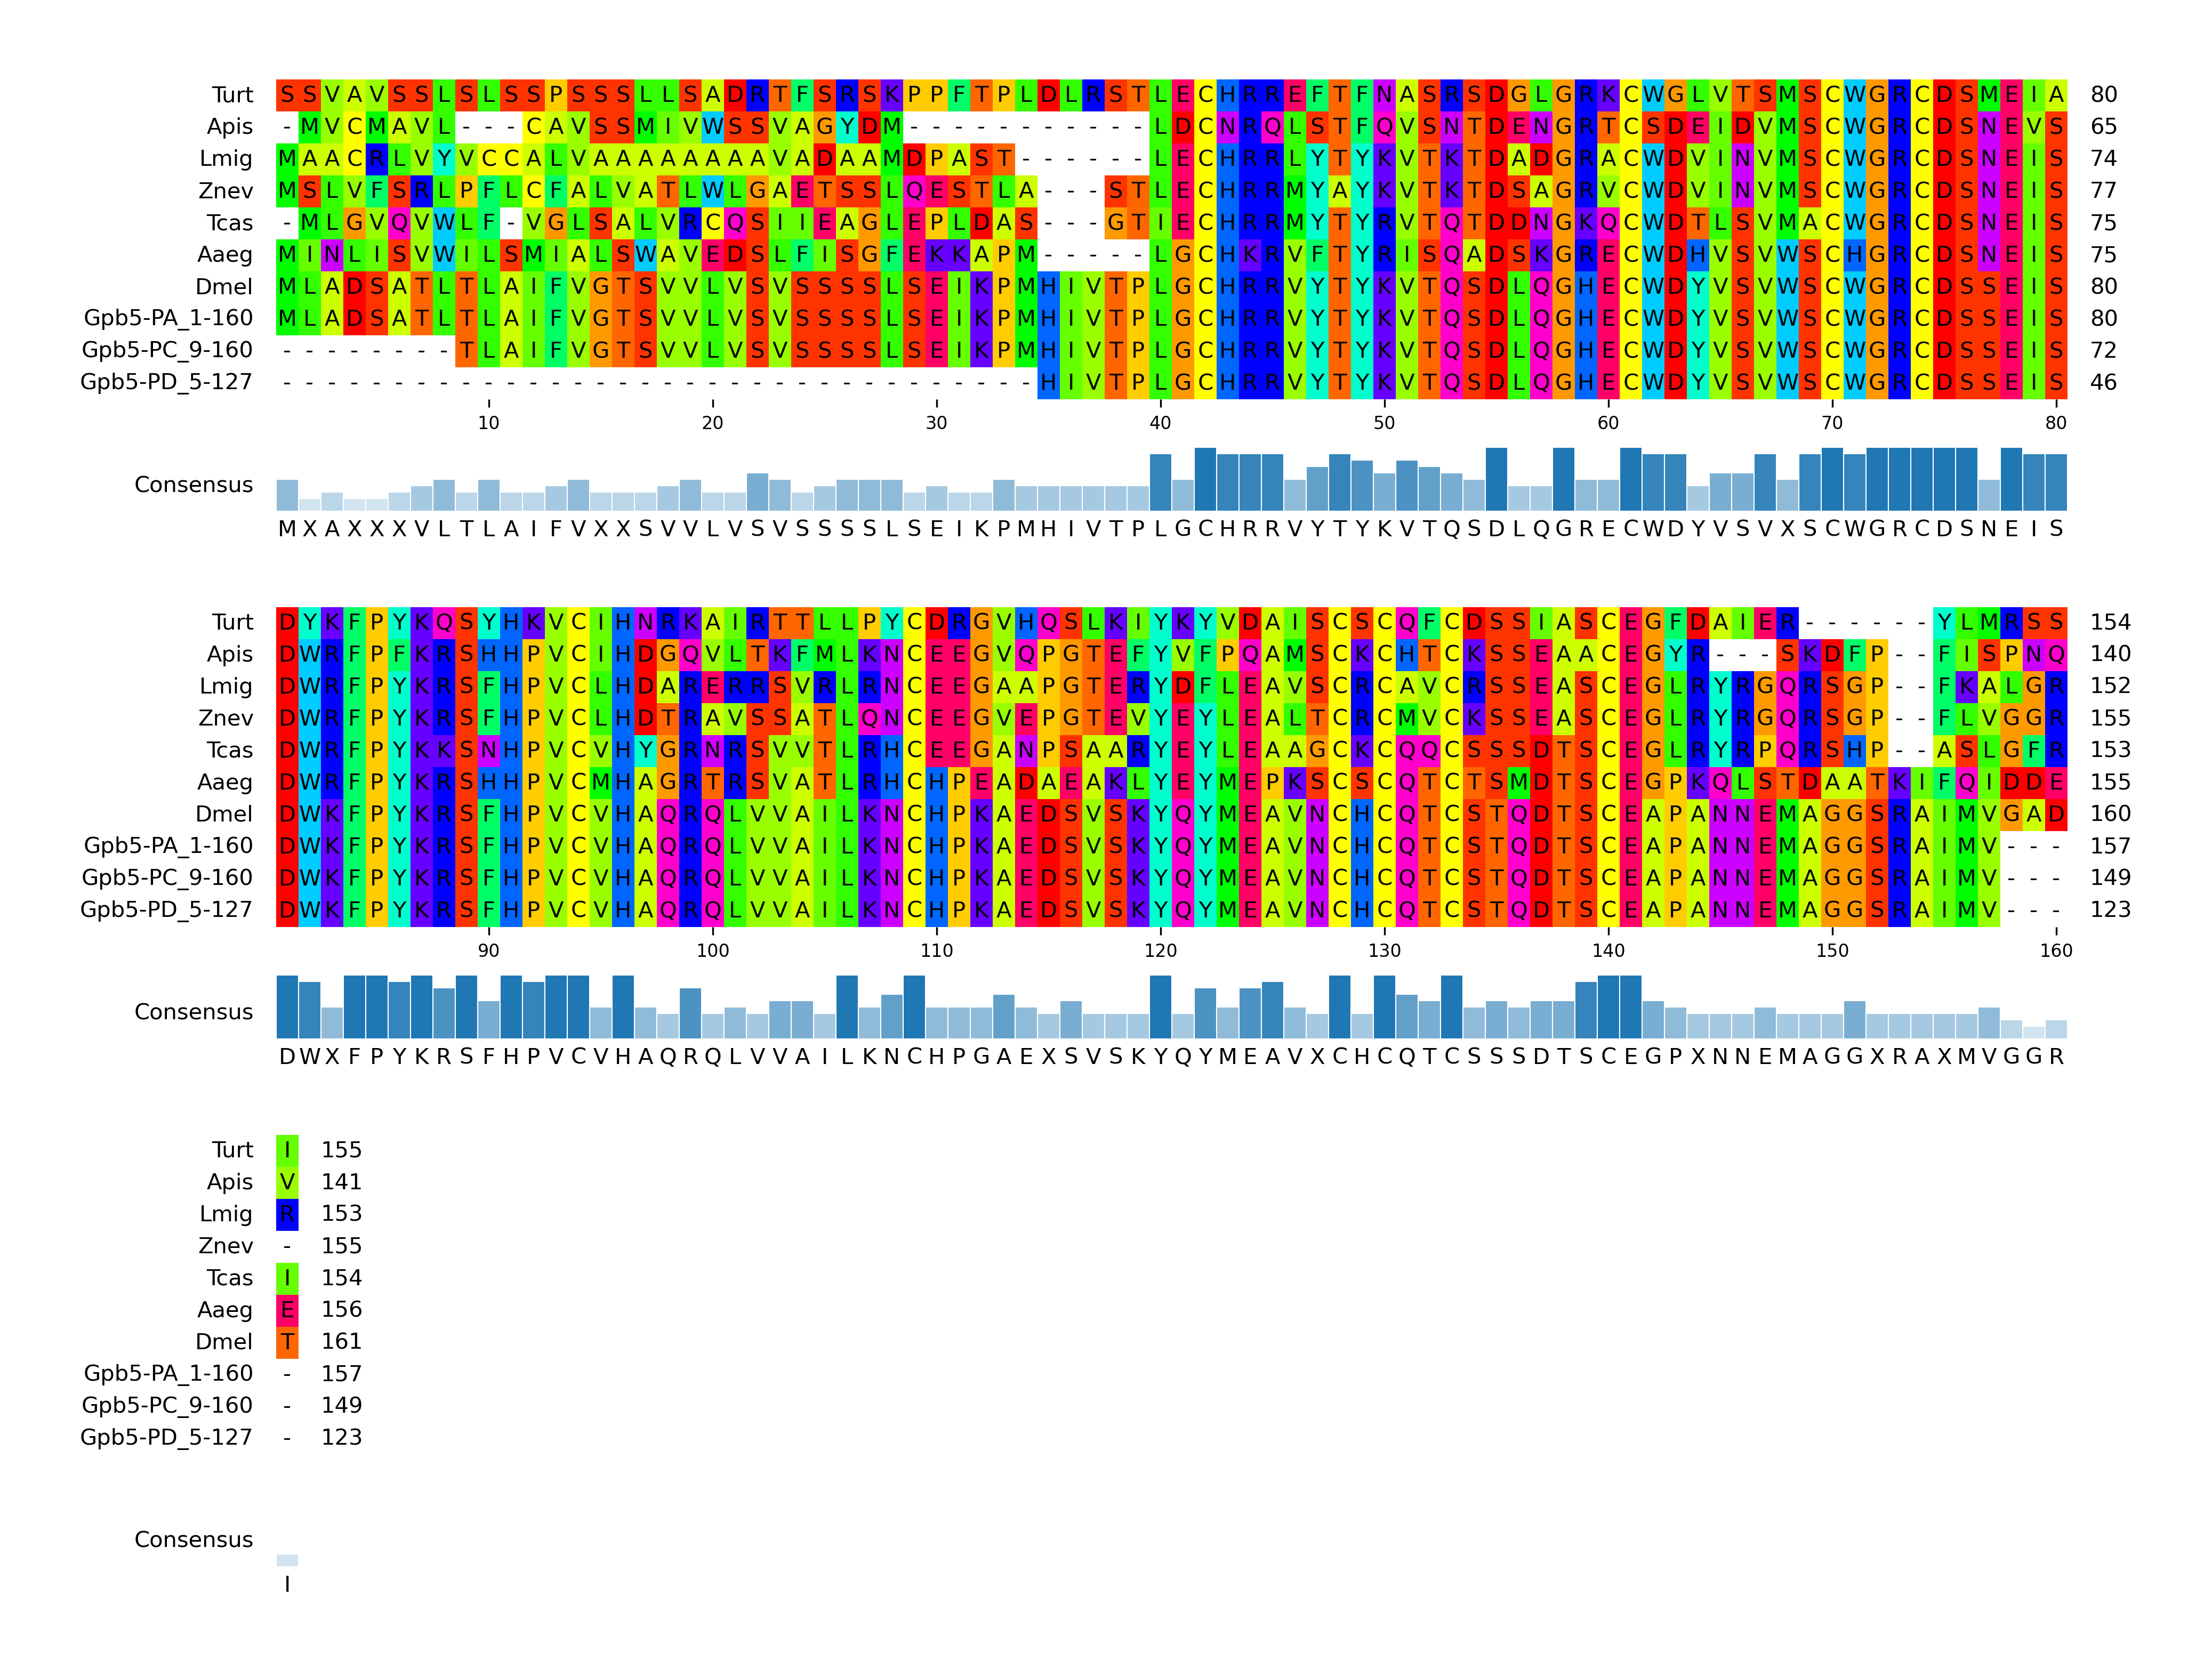 Turt SSVAVSSLSLSSPSSSLLSADRTFSRSKPPFTPLDLRSTLECHRREFTFNASRSDGLGRKCWGLVTSMSCWGRCDSMEIA 80
Apis -MVCMAVL---CAVSSMIVWSSVAGYDM-----------LDCNRQLSTFQVSNTDENGRTCSDEIDVMSCWGRCDSNEVS 65
Lmig MAACRLVYVCCALVAAAAAAAAVADAAMDPAST------LECHRRLYTYKVTKTDADGRACWDVINVMSCWGRCDSNEIS 74
Znev MSLVFSRLPFLCFALVATLWLGAETSSLQESTLA---STLECHRRMYAYKVTKTDSAGRVCWDVINVMSCWGRCDSNEIS 77
Tcas -MLGVQVWLF-VGLSALVRCQSIIEAGLEPLDAS---GTIECHRRMYTYRVTQTDDNGKQCWDTLSVMACWGRCDSNEIS 75
Aaeg MINLISVWILSMIALSWAVEDSLFISGFEKKAPM-----LGCHKRVFTYRISQADSKGRECWDHVSVWSCHGRCDSNEIS 75
Dmel MLADSATLTLAIFVGTSVVLVSVSSSSLSEIKPMHIVTPLGCHRRVYTYKVTQSDLQGHECWDYVSVWSCWGRCDSSEIS 80
Gpb5-PA_1-160 MLADSATLTLAIFVGTSVVLVSVSSSSLSEIKPMHIVTPLGCHRRVYTYKVTQSDLQGHECWDYVSVWSCWGRCDSSEIS 80
Gpb5-PC_9-160 --------TLAIFVGTSVVLVSVSSSSLSEIKPMHIVTPLGCHRRVYTYKVTQSDLQGHECWDYVSVWSCWGRCDSSEIS 72
Gpb5-PD_5-127 ----------------------------------HIVTPLGCHRRVYTYKVTQSDLQGHECWDYVSVWSCWGRCDSSEIS 46
10 20 30 40 50 60 70 80
Consensus
MXAXXXVLTLAIFVXXSVVLVSVSSSSLSEIKPMHIVTPLGCHRRVYTYKVTQSDLQGRECWDYVSVXSCWGRCDSNEIS
Turt DYKFPYKQSYHKVCIHNRKAIRTTLLPYCDRGVHQSLKIYKYVDAISCSCQFCDSSIASCEGFDAIER------YLMRSS 154
Apis DWRFPFKRSHHPVCIHDGQVLTKFMLKNCEEGVQPGTEFYVFPQAMSCKCHTCKSSEAACEGYR---SKDFP--FISPNQ 140
Lmig DWRFPYKRSFHPVCLHDARERRSVRLRNCEEGAAPGTERYDFLEAVSCRCAVCRSSEASCEGLRYRGQRSGP--FKALGR 152
Znev DWRFPYKRSFHPVCLHDTRAVSSATLQNCEEGVEPGTEVYEYLEALTCRCMVCKSSEASCEGLRYRGQRSGP--FLVGGR 155
Tcas DWRFPYKKSNHPVCVHYGRNRSVVTLRHCEEGANPSAARYEYLEAAGCKCQQCSSSDTSCEGLRYRPQRSHP--ASLGFR 153
Aaeg DWRFPYKRSHHPVCMHAGRTRSVATLRHCHPEADAEAKLYEYMEPKSCSCQTCTSMDTSCEGPKQLSTDAATKIFQIDDE 155
Dmel DWKFPYKRSFHPVCVHAQRQLVVAILKNCHPKAEDSVSKYQYMEAVNCHCQTCSTQDTSCEAPANNEMAGGSRAIMVGAD 160
Gpb5-PA_1-160 DWKFPYKRSFHPVCVHAQRQLVVAILKNCHPKAEDSVSKYQYMEAVNCHCQTCSTQDTSCEAPANNEMAGGSRAIMV--- 157
Gpb5-PC_9-160 DWKFPYKRSFHPVCVHAQRQLVVAILKNCHPKAEDSVSKYQYMEAVNCHCQTCSTQDTSCEAPANNEMAGGSRAIMV--- 149
Gpb5-PD_5-127 DWKFPYKRSFHPVCVHAQRQLVVAILKNCHPKAEDSVSKYQYMEAVNCHCQTCSTQDTSCEAPANNEMAGGSRAIMV--- 123
90 100 110 120 130 140 150 160
Consensus
DWXFPYKRSFHPVCVHAQRQLVVAILKNCHPGAEXSVSKYQYMEAVXCHCQTCSSSDTSCEGPXNNEMAGGXRAXMVGGR
Turt I 155
Apis V 141
Lmig R 153
Znev - 155
Tcas I 154
Aaeg E 156
Dmel T 161
Gpb5-PA_1-160 - 157
Gpb5-PC_9-160 - 149
Gpb5-PD_5-127 - 123
Consensus
I